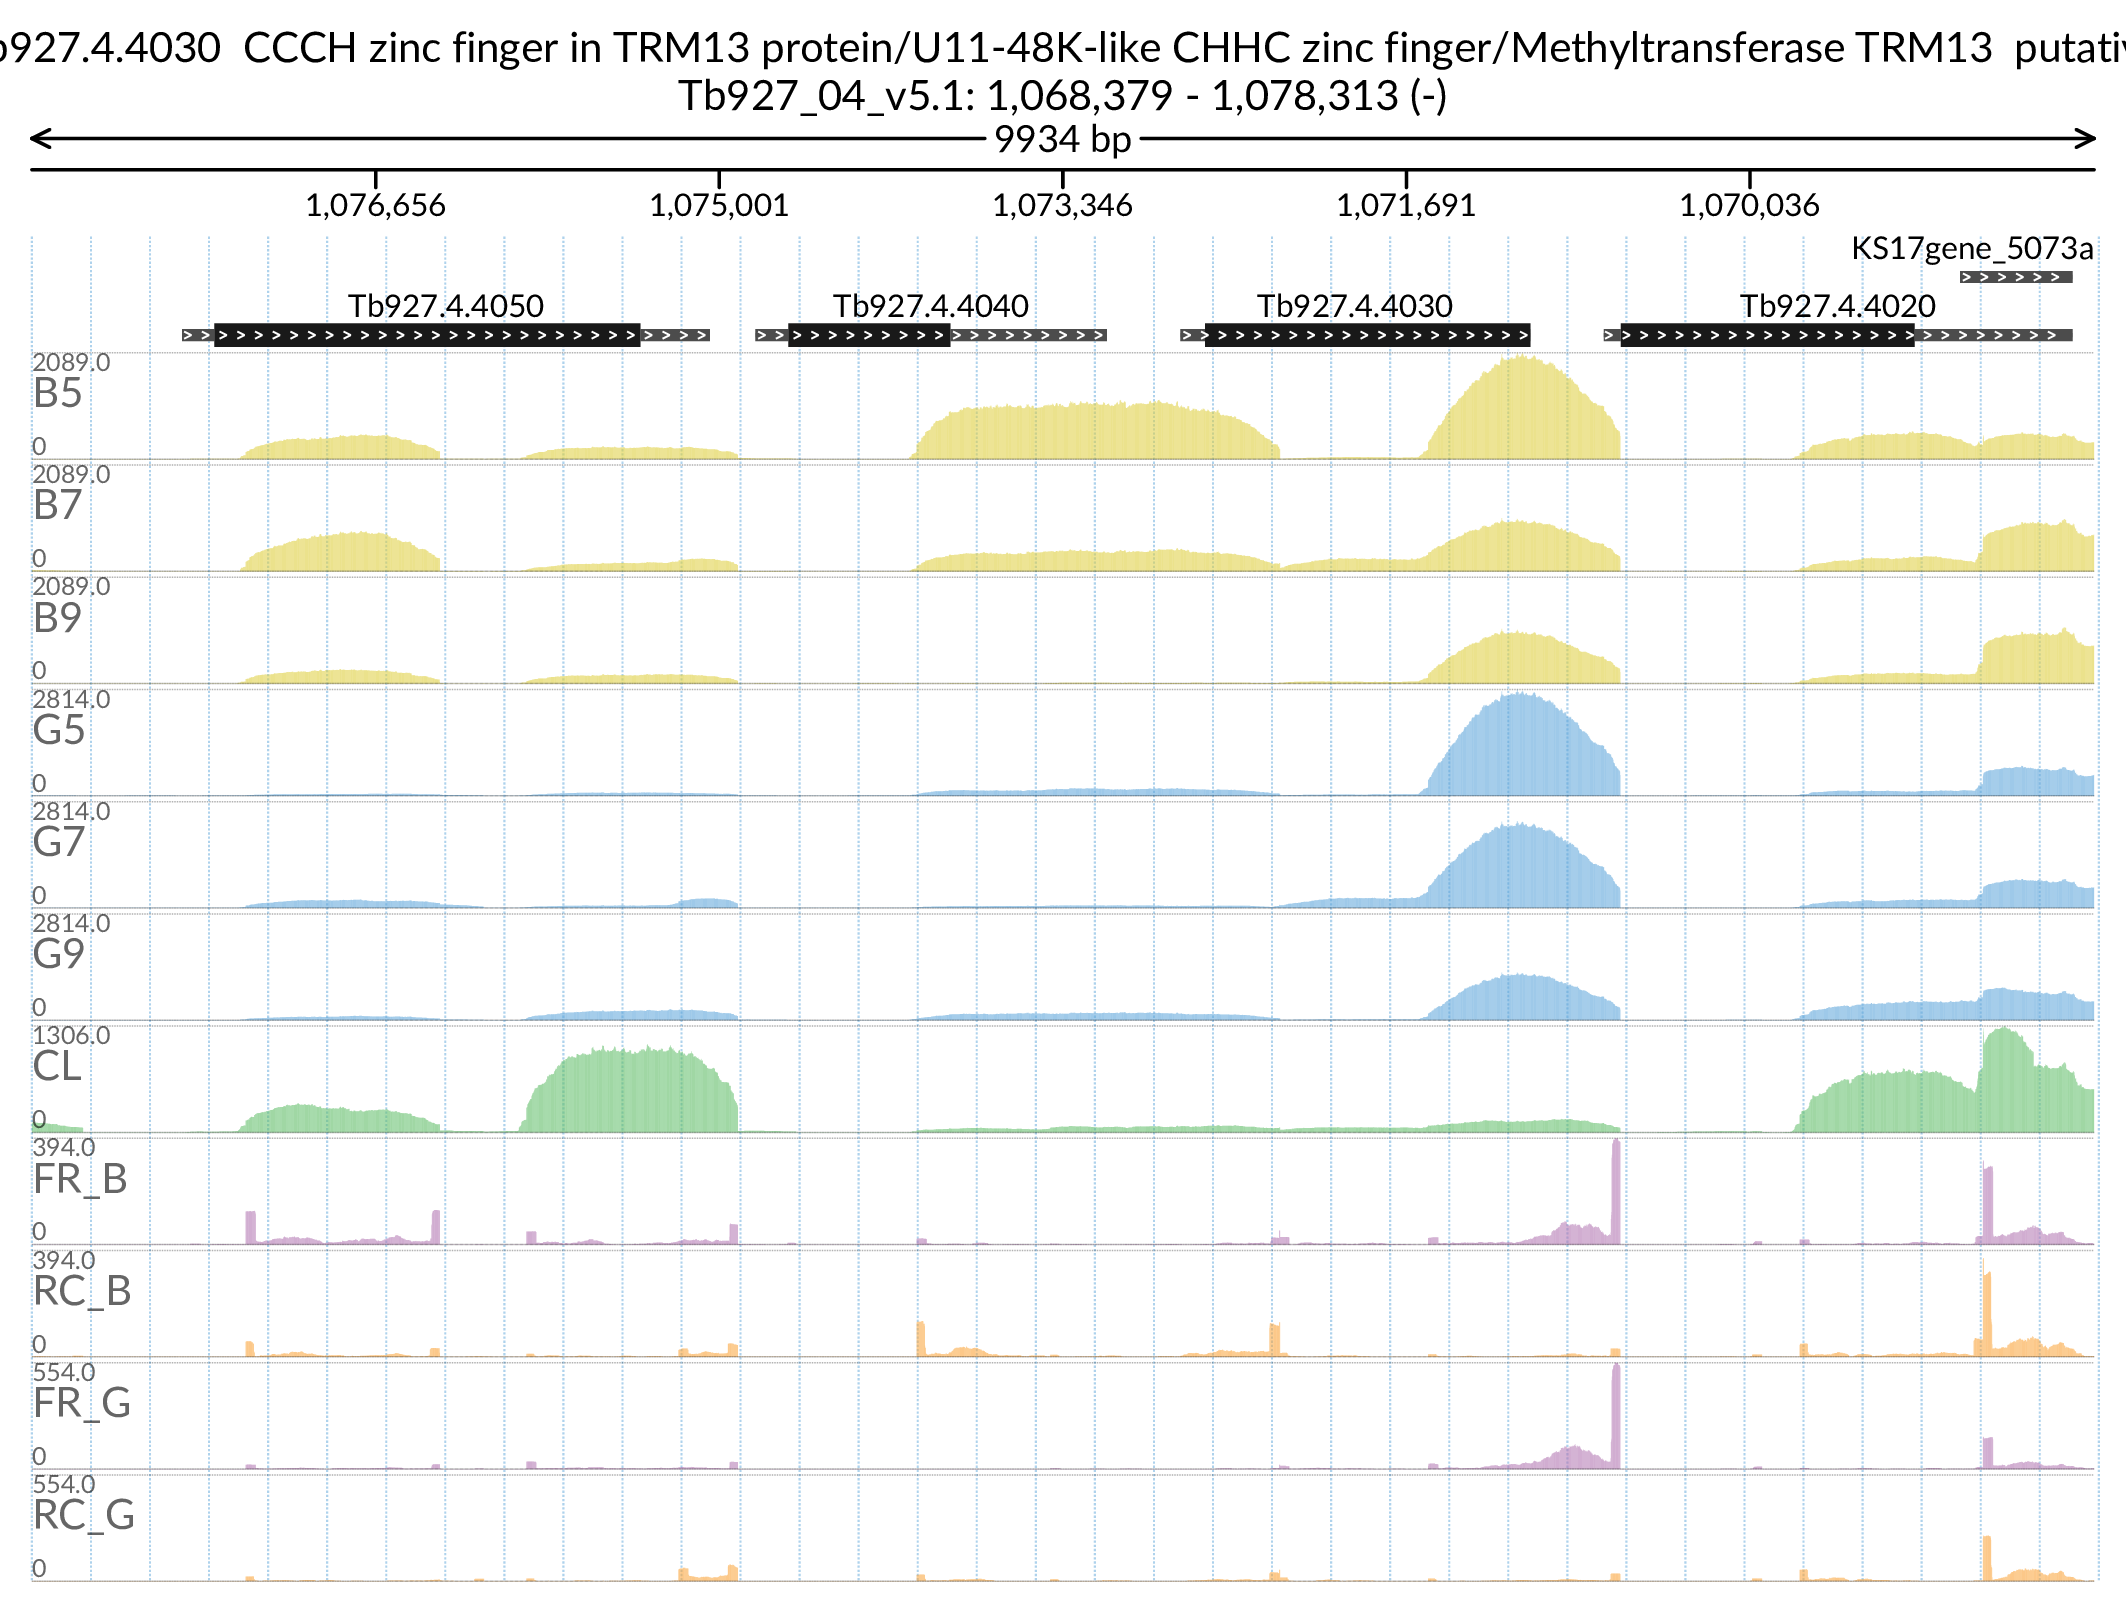 b927.4.4030 CCCH zinc finger in TRM13 protein/U11-48K-like CHHC zinc finger/Methyltransferase TRM13 putativ
Tb927_04_v5.1: 1,068,379 - 1,078,313 (-)
9934 bp
1,076,656 1,075,001 1,073,346 1,071,691 1,070,036
KS17gene_5073a
Tb927.4.4050 Tb927.4.4040 Tb927.4.4030 Tb927.4.4020
2089.0
B5
0
2089.0
B7
0
2089.0
B9
0
2814.0
G5
0
2814.0
G7
0
2814.0
G9
0
1306.0
CL
0
394.0
FR_B
0
394.0
RC_B
0
554.0
FR_G
0
554.0
RC_G
0